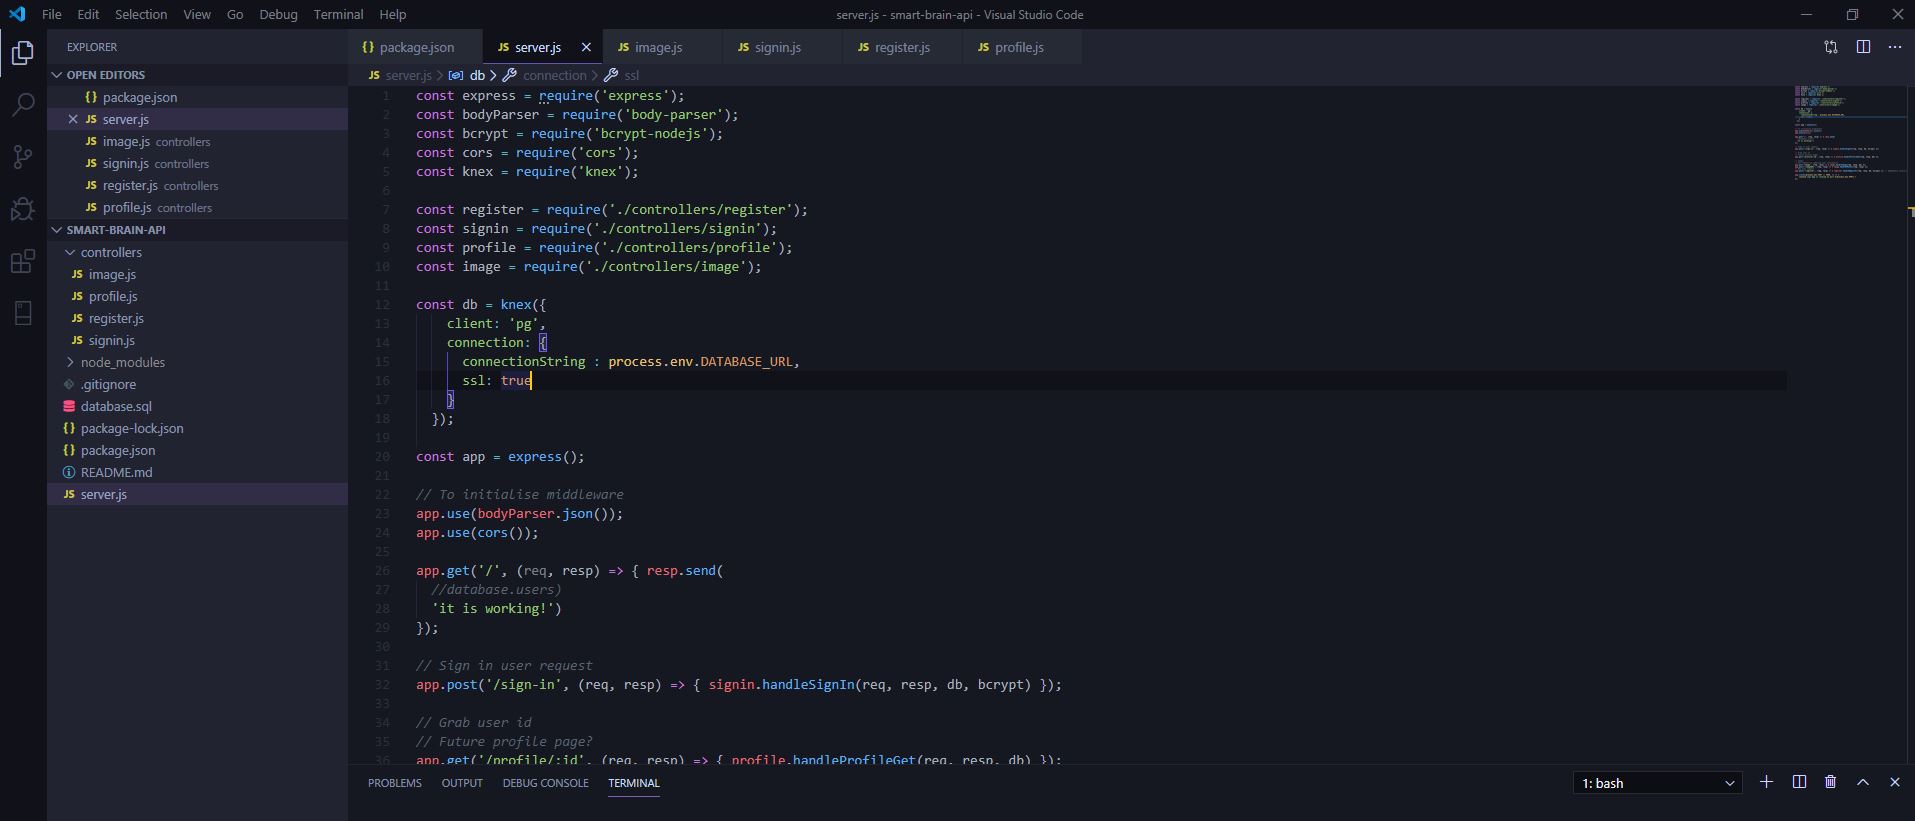 File Edit Selection View Go Debug Terminal Help
server.js - smart-brain-api - Visual Studio Code
EXPLORER
OPEN EDITORS
{} package.json
JS server.js
JS image.js controllers
JS signin.js controllers
JS register.js controllers
JS profile.js controllers
SMART-BRAIN-API
controllers
JS image.js
JS profile.js
JS register.js
JS signin.js
node_modules
.gitignore
database.sql
{} package-lock.json
{} package.json
README.md
JS server.js
{} package.json JS server.js JS image.js JS signin.js JS register.js JS profile.js
JS server.js > db > connection > ssl
1 const express = require('express');
2 const bodyParser = require('body-parser');
3 const bcrypt = require('bcrypt-nodejs');
4 const cors = require('cors');
5 const knex = require('knex');
6
7 const register = require('./controllers/register');
8 const signin = require('./controllers/signin');
9 const profile = require('./controllers/profile');
10 const image = require('./controllers/image');
11
12 const db = knex({
13 client: 'pg',
14 connection: {
15 connectionString : process.env.DATABASE_URL,
16 ssl: true
17 }
18 });
19
20 const app = express();
21
22 // To initialise middleware
23 app.use(bodyParser.json());
24 app.use(cors());
25
26 app.get('/', (req, resp) => { resp.send(
27 //database.users)
28 'it is working!')
29 });
30
31 // Sign in user request
32 app.post('/sign-in', (req, resp) => { signin.handleSignIn(req, resp, db, bcrypt) });
33
34 // Grab user id
35 // Future profile page?
36 app.get('/profile/:id', (req, resp) => { profile.handleProfileGet(req, resp, db) });
PROBLEMS OUTPUT DEBUG CONSOLE TERMINAL
1: bash